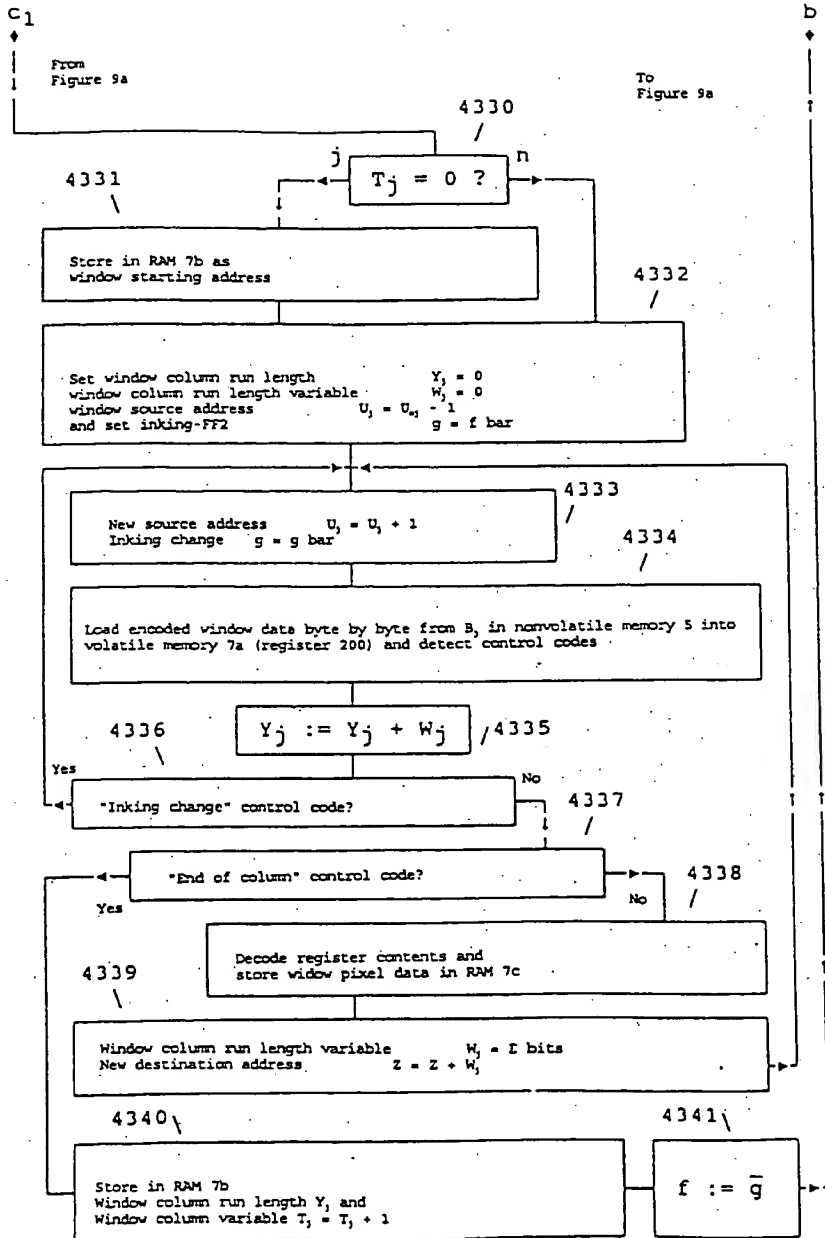 c1
b
From
Figure 9a
To
Figure 9a
4330
j
n
Tj = 0 ?
4331
Store in RAM 7b as
window starting address
4332
Set window column run length Yj = 0
window column run length variable Wj = 0
window source address Uj = Uoj - 1
and set inking-FF2 g = f bar
4333
New source address Uj = Uj + 1
Inking change g = g bar
4334
Load encoded window data byte by byte from Bj in nonvolatile memory 5 into
volatile memory 7a (register 200) and detect control codes
Yj := Yj + Wj
4335
4336
Yes
No
"Inking change" control code?
4337
"End of column" control code?
Yes
No
4338
Decode register contents and
store widow pixel data in RAM 7c
4339
Window column run length variable Wj = Σ bits
New destination address Z = Z + Wj
4340
4341
Store in RAM 7b
Window column run length Yj and
Window column variable Tj = Tj + 1
f := g̅